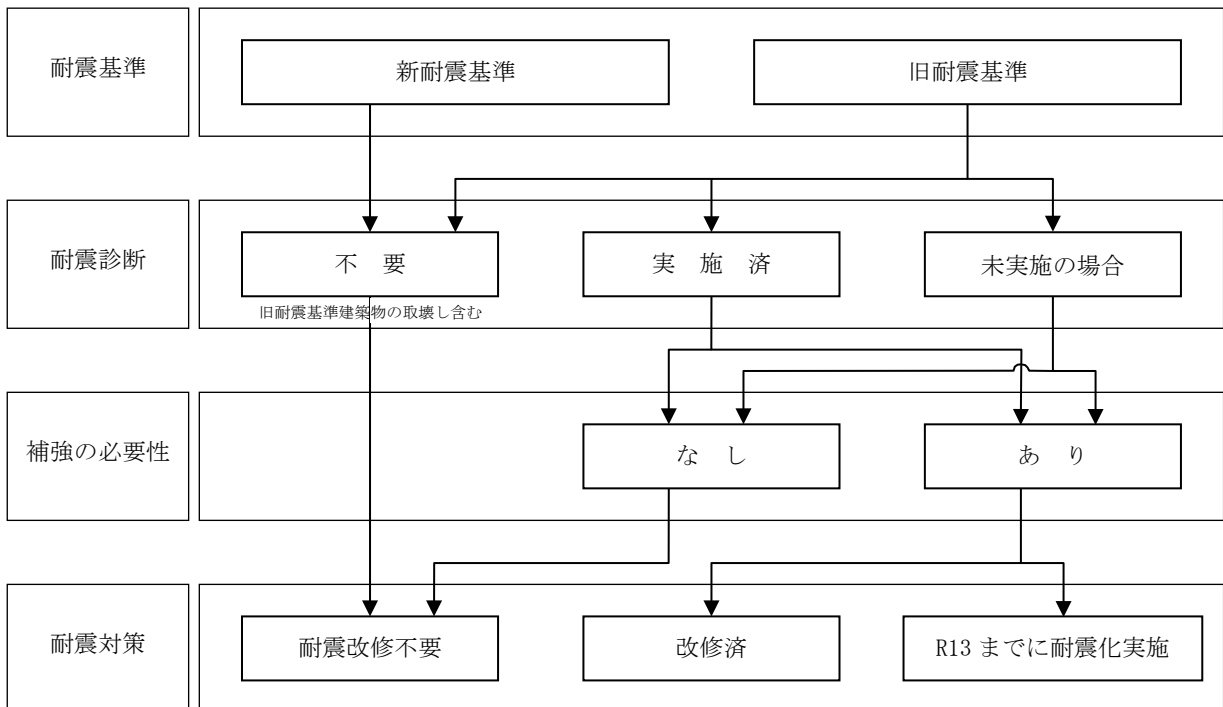 耐震基準
新耐震基準
旧耐震基準
耐震診断
不 要
実 施 済
未実施の場合
旧耐震基準建築物の取壊し含む
補強の必要性
な し
あ り
耐震対策
耐震改修不要
改修済
R13 までに耐震化実施